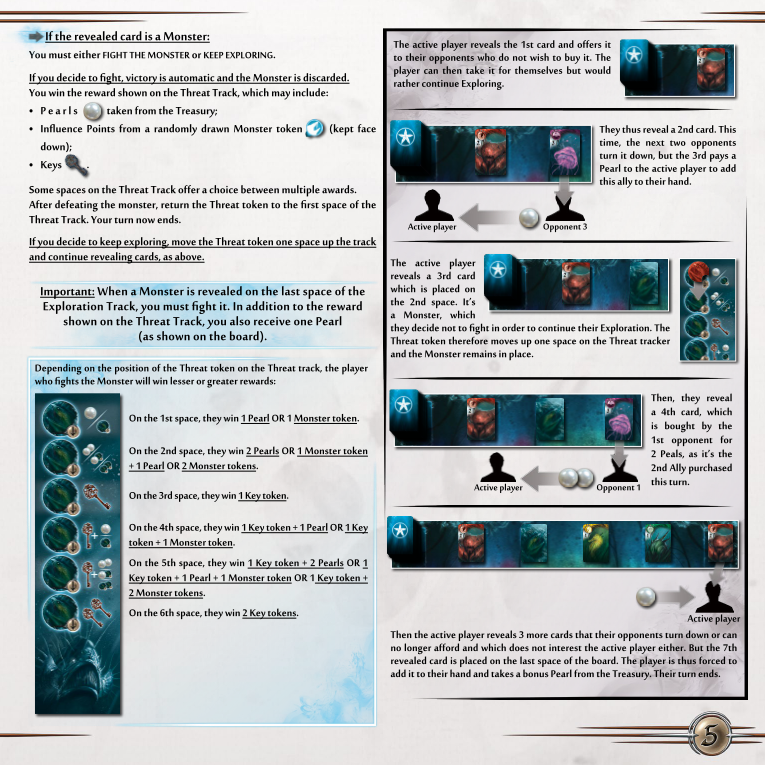 If the revealed card is a Monster:
You must either FIGHT THE MONSTER or KEEP EXPLORING.
If you decide to fight, victory is automatic and the Monster is discarded.
You win the reward shown on the Threat Track, which may include:
• Pearls taken from the Treasury;
• Influence Points from a randomly drawn Monster token (kept face
down);
• Keys .
Some spaces on the Threat Track offer a choice between multiple awards.
After defeating the monster, return the Threat token to the first space of the
Threat Track. Your turn now ends.
If you decide to keep exploring, move the Threat token one space up the track
and continue revealing cards, as above.
Important: When a Monster is revealed on the last space of the
Exploration Track, you must fight it. In addition to the reward
shown on the Threat Track, you also receive one Pearl
(as shown on the board).
Depending on the position of the Threat token on the Threat track, the player
who fights the Monster will win lesser or greater rewards:
On the 1st space, they win 1 Pearl OR 1 Monster token.
On the 2nd space, they win 2 Pearls OR 1 Monster token
+ 1 Pearl OR 2 Monster tokens.
On the 3rd space, they win 1 Key token.
On the 4th space, they win 1 Key token + 1 Pearl OR 1 Key
token + 1 Monster token.
On the 5th space, they win 1 Key token + 2 Pearls OR 1
Key token + 1 Pearl + 1 Monster token OR 1 Key token +
2 Monster tokens.
On the 6th space, they win 2 Key tokens.
The active player reveals the 1st card and offers it
to their opponents who do not wish to buy it. The
player can then take it for themselves but would
rather continue Exploring.
They thus reveal a 2nd card. This
time, the next two opponents
turn it down, but the 3rd pays a
Pearl to the active player to add
this ally to their hand.
Active player
Opponent 3
The active player
reveals a 3rd card
which is placed on
the 2nd space. It's
a Monster, which
they decide not to fight in order to continue their Exploration. The
Threat token therefore moves up one space on the Threat tracker
and the Monster remains in place.
Then, they reveal
a 4th card, which
is bought by the
1st opponent for
2 Peals, as it's the
2nd Ally purchased
this turn.
Active player
Opponent 1
Active player
Then the active player reveals 3 more cards that their opponents turn down or can
no longer afford and which does not interest the active player either. But the 7th
revealed card is placed on the last space of the board. The player is thus forced to
add it to their hand and takes a bonus Pearl from the Treasury. Their turn ends.
5